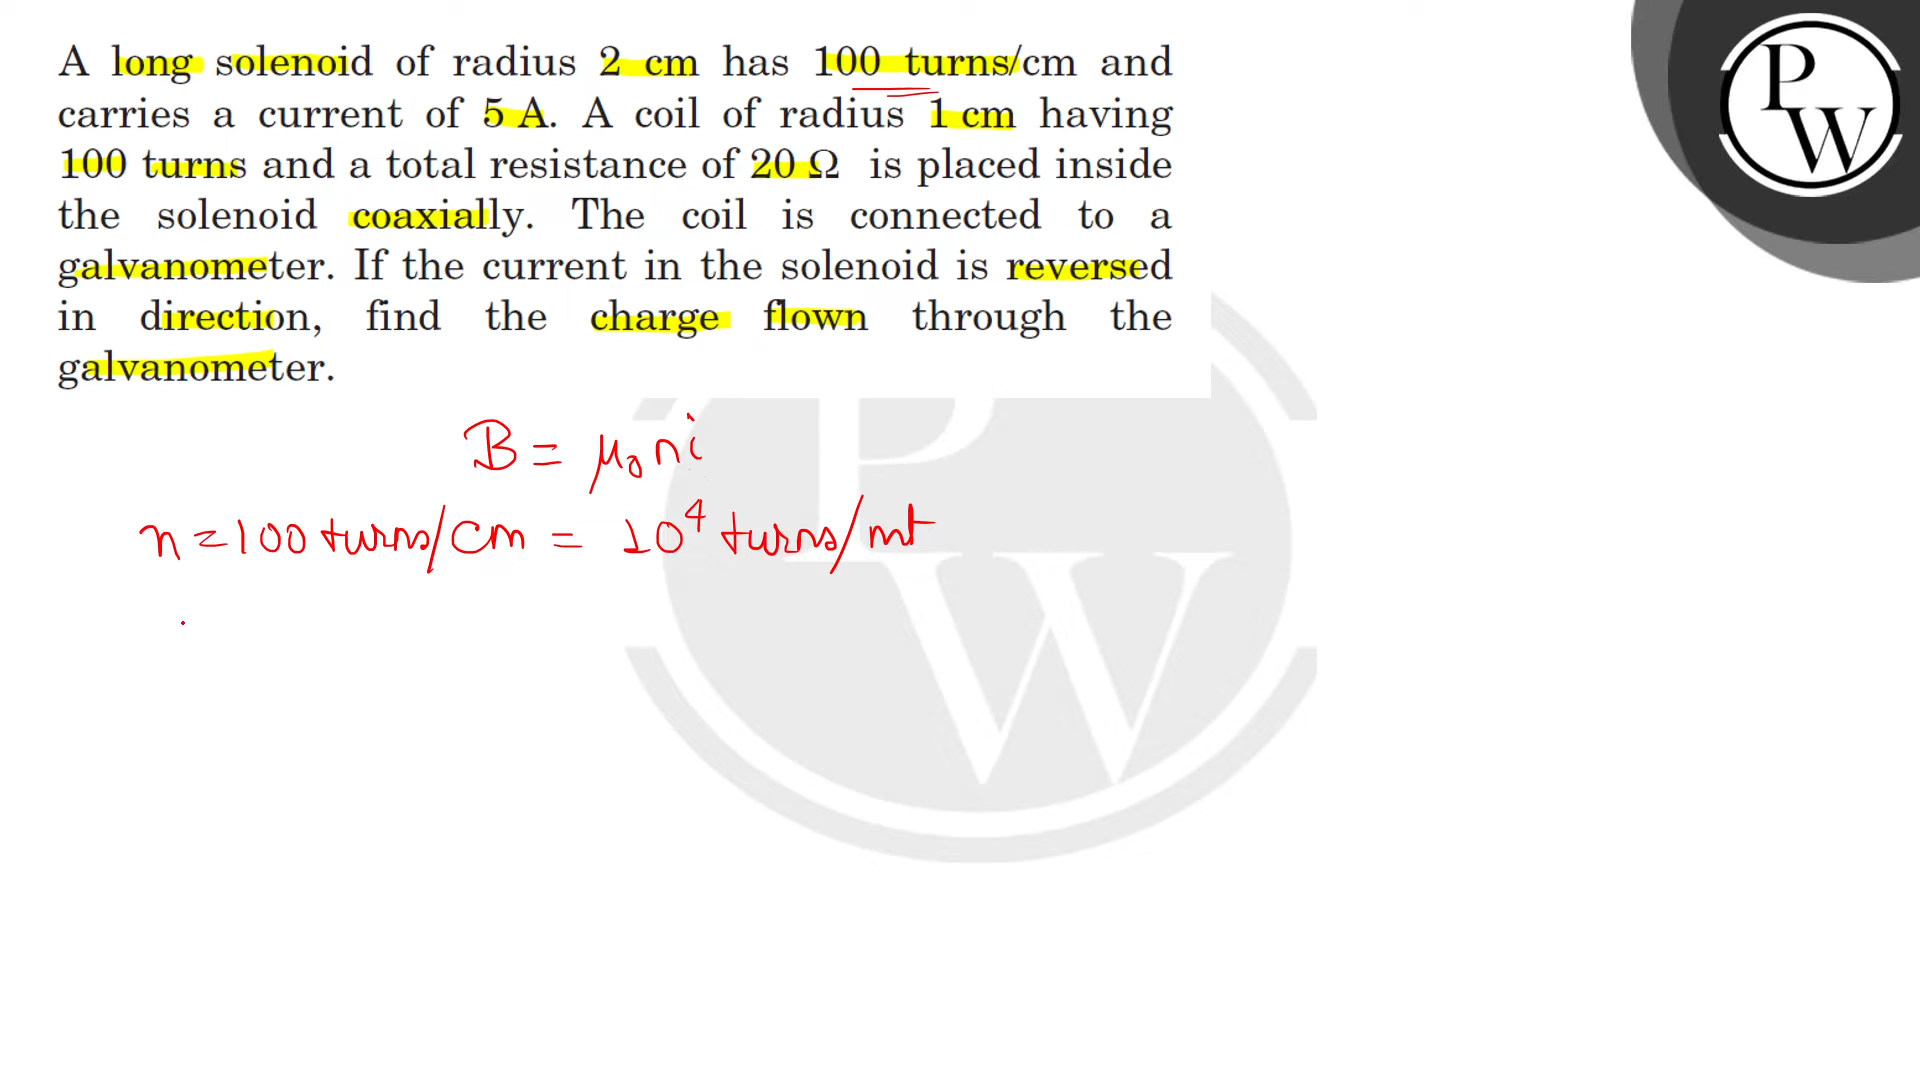 A long solenoid of radius 2 cm has 100 turns/cm and
carries a current of 5 A. A coil of radius 1 cm having
100 turns and a total resistance of 20 Ω is placed inside
the solenoid coaxially. The coil is connected to a
galvanometer. If the current in the solenoid is reversed
in direction, find the charge flown through the
galvanometer.
B = μ₀ni
n = 100 turns/cm = 10⁴ turns/mt
P
W
P
W